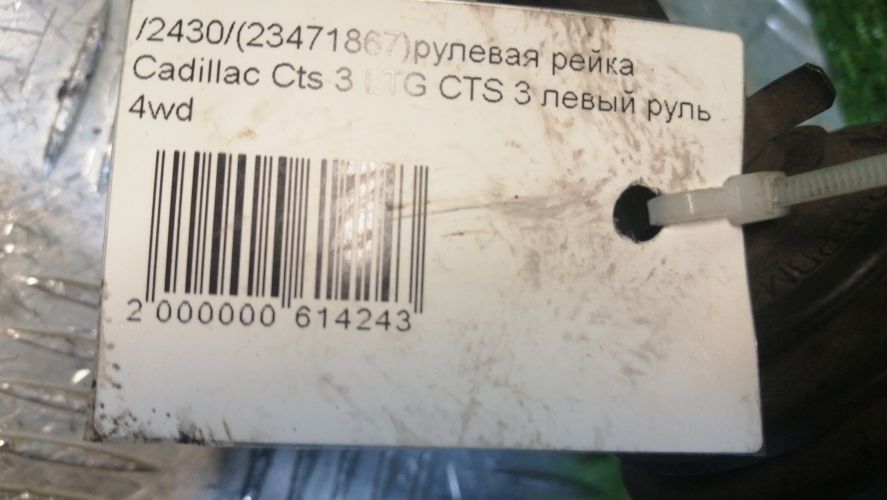 /2430/(23471867)рулевая рейка
Cadillac Cts 3 LTG CTS 3 левый руль
4wd
2 000000 614243